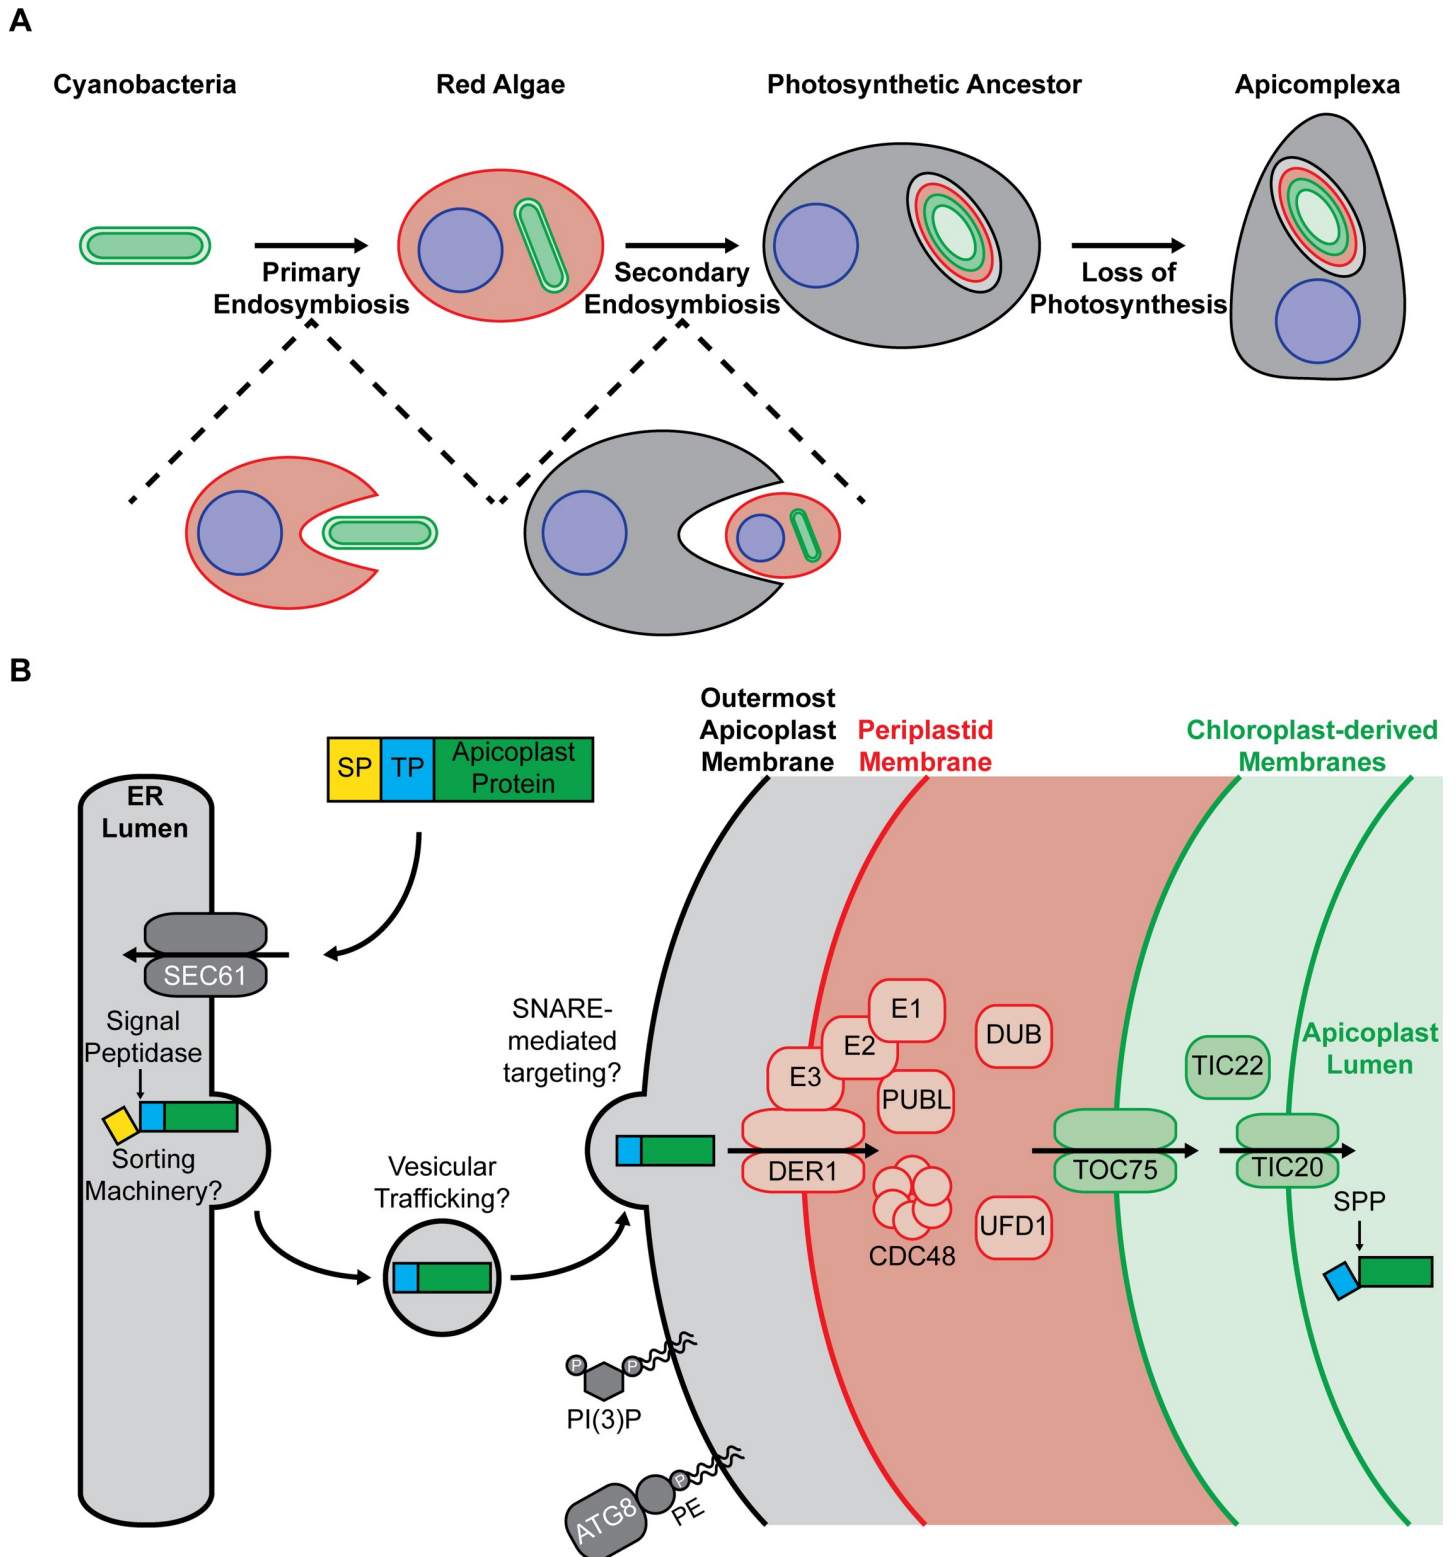 A
Cyanobacteria
Red Algae
Photosynthetic Ancestor
Apicomplexa
Primary
Endosymbiosis
Secondary
Endosymbiosis
Loss of
Photosynthesis
B
Outermost
Apicoplast
Membrane
Periplastid
Membrane
Chloroplast-derived
Membranes
SP
TP
Apicoplast
Protein
ER
Lumen
SEC61
Signal
Peptidase
Sorting
Machinery?
Vesicular
Trafficking?
SNARE-
mediated
targeting?
E1
E2
E3
PUBL
DUB
DER1
CDC48
UFD1
TOC75
TIC22
TIC20
Apicoplast
Lumen
SPP
P
P
PI(3)P
ATG8
P
PE